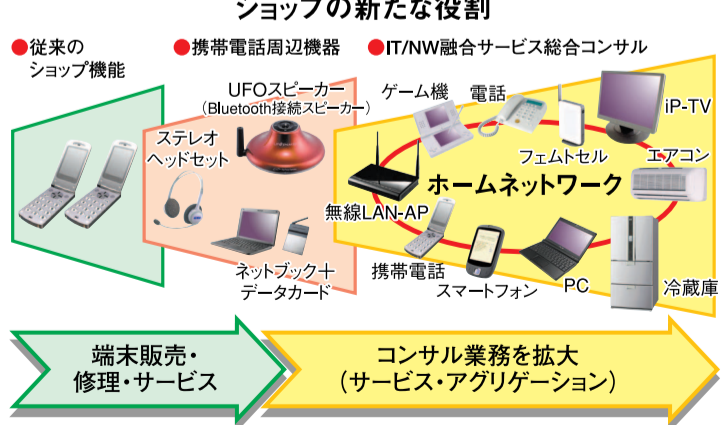 ショップの新たな役割
●従来の
ショップ機能
●携帯電話周辺機器
●IT/NW融合サービス総合コンサル
UFOスピーカー
（Bluetooth接続スピーカー）
ステレオ
ヘッドセット
ネットブック＋
データカード
ゲーム機
電話
iP-TV
フェムトセル
エアコン
ホームネットワーク
無線LAN-AP
携帯電話
スマートフォン
PC
冷蔵庫
端末販売・
修理・サービス
コンサル業務を拡大
（サービス・アグリゲーション）